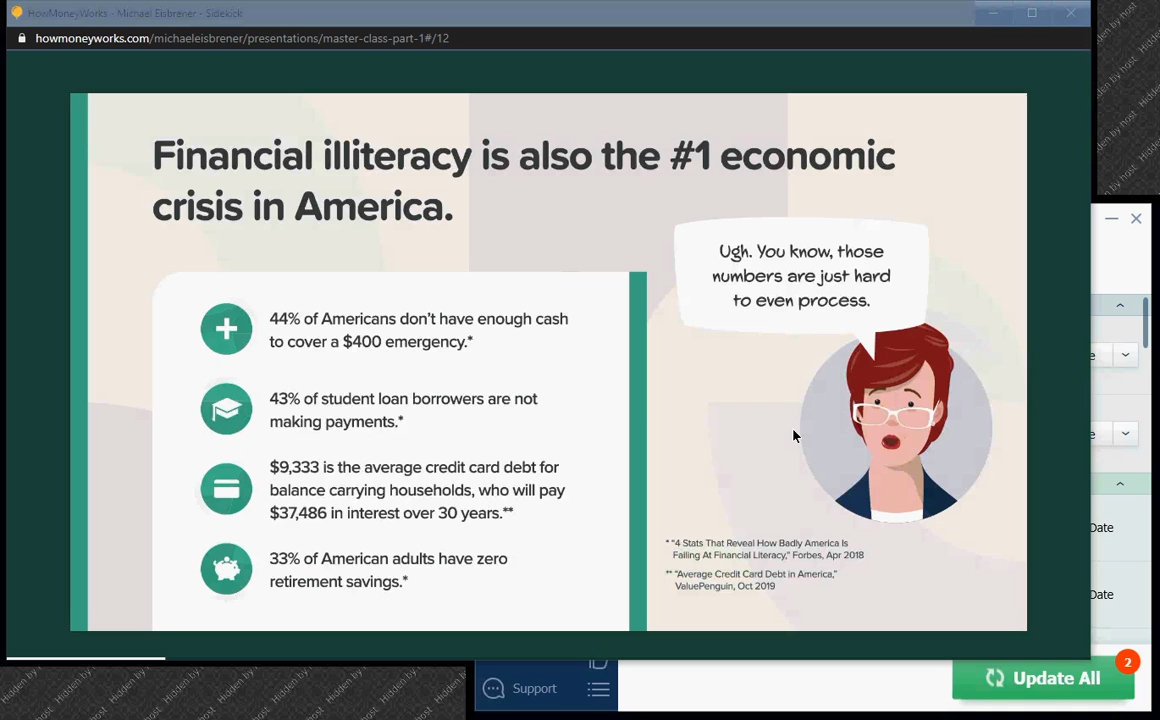 HowMoneyWorks - Michael Eisbrener - Sidekick
howmoneyworks.com/michaeleisbrener/presentations/master-class-part-1#/12
Financial illiteracy is also the #1 economic
crisis in America.
Ugh. You know, those
numbers are just hard
to even process.
44% of Americans don't have enough cash
to cover a $400 emergency.*
43% of student loan borrowers are not
making payments.*
$9,333 is the average credit card debt for
balance carrying households, who will pay
$37,486 in interest over 30 years.**
33% of American adults have zero
retirement savings.*
* "4 Stats That Reveal How Badly America Is
Failing At Financial Literacy," Forbes, Apr 2018
** "Average Credit Card Debt in America,"
ValuePenguin, Oct 2019
e
e
Date
Date
Support
Update All
2
Hidden by host